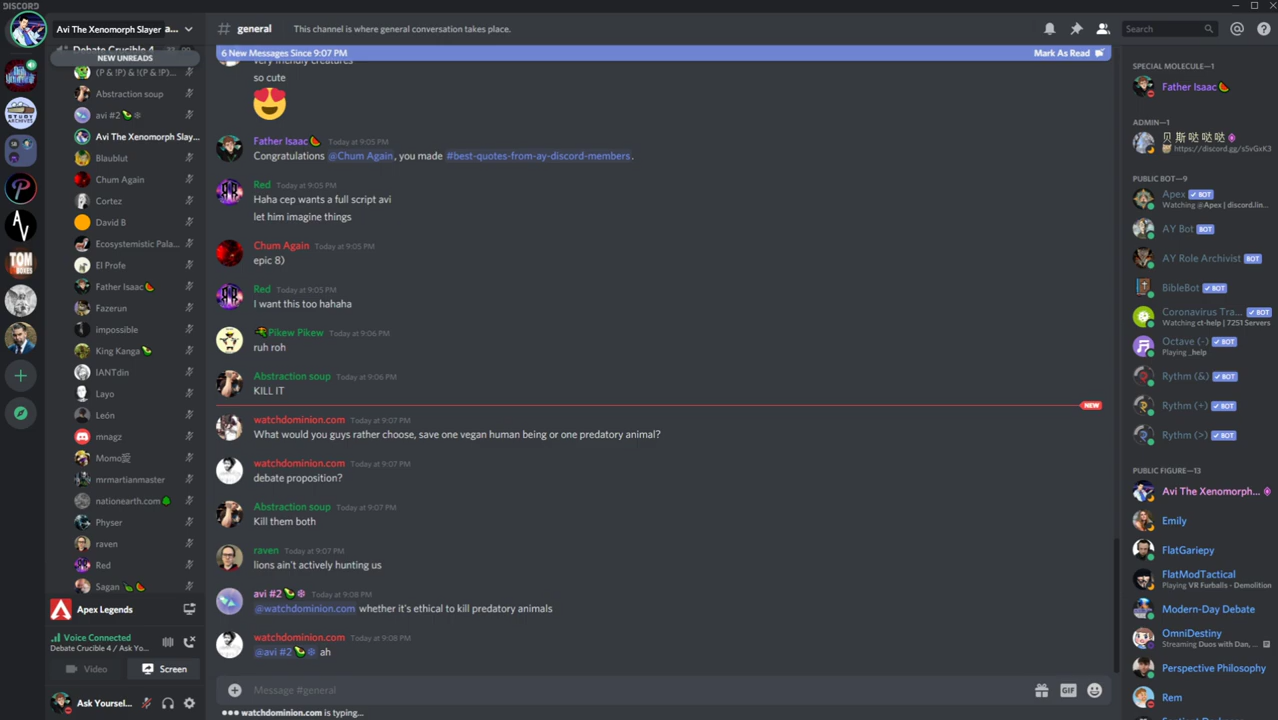 DISCORD
Avi The Xenomorph Slayer
a...
Debate Crucible 4
NEW UNREADS
(P & !P) & !(P & !P)...
Abstraction soup
avi #2
Avi The Xenomorph Slay...
Blaublut
Chum Again
Cortez
David B
Ecosystemistic Pala...
El Profe
Father Isaac
Fazerun
impossible
King Kanga
IANTdin
Layo
León
mnagz
Momo爱
mrmartianmaster
nationearth.com
Physer
raven
Red
Sagan
Apex Legends
Voice Connected
Debate Crucible 4 / Ask Yo...
Video
Screen
Ask Yoursel...
# general
This channel is where general conversation takes place.
Search
6 New Messages Since 9:07 PM
Mark As Read
very friendly creatures
so cute
Father Isaac Today at 9:05 PM
Congratulations @Chum Again, you made #best-quotes-from-ay-discord-members.
Red Today at 9:05 PM
Haha cep wants a full script avi
let him imagine things
Chum Again Today at 9:05 PM
epic 8)
Red Today at 9:05 PM
I want this too hahaha
Pikew Pikew Today at 9:06 PM
ruh roh
Abstraction soup Today at 9:06 PM
KILL IT
NEW
watchdominion.com Today at 9:07 PM
What would you guys rather choose, save one vegan human being or one predatory animal?
watchdominion.com Today at 9:07 PM
debate proposition?
Abstraction soup Today at 9:07 PM
Kill them both
raven Today at 9:07 PM
lions ain't actively hunting us
avi #2 Today at 9:08 PM
@watchdominion.com whether it's ethical to kill predatory animals
watchdominion.com Today at 9:08 PM
@avi #2 ah
Message #general
GIF
watchdominion.com is typing...
SPECIAL MOLECULE—1
Father Isaac
ADMIN—1
贝斯哒哒哒
https://discord.gg/s5vGxK3
PUBLIC BOT—9
Apex BOT
Watching @Apex | discordJin...
AY Bot BOT
AY Role Archivist BOT
BibleBot BOT
Coronavirus Tra... BOT
Watching ct-help | 7251 Servers
Octave (-) BOT
Playing _help
Rythm (&) BOT
Rythm (+) BOT
Rythm (>) BOT
PUBLIC FIGURE—13
Avi The Xenomorph...
Emily
FlatGariepy
FlatModTactical
Playing VR Furballs - Demolition
Modern-Day Debate
OmniDestiny
Streaming Duos with Dan, ...
Perspective Philosophy
Rem